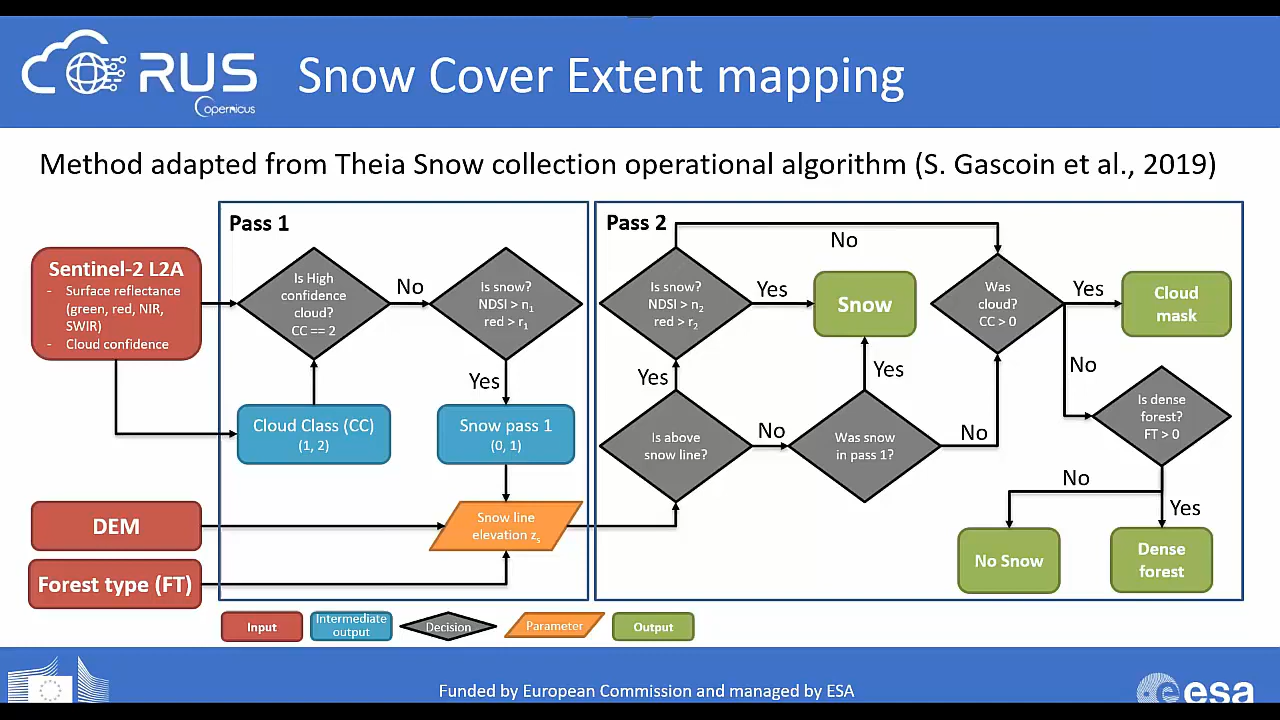 RUS
Copernicus
Snow Cover Extent mapping
Method adapted from Theia Snow collection operational algorithm (S. Gascoin et al., 2019)
Pass 1
Pass 2
Sentinel-2 L2A
- Surface reflectance
(green, red, NIR,
SWIR)
- Cloud confidence
Is High
confidence
cloud?
CC == 2
No
Is snow?
NDSI > n₁
red > r₁
Yes
Cloud Class (CC)
(1, 2)
Snow pass 1
(0, 1)
DEM
Forest type (FT)
Snow line
elevation zₛ
Is snow?
NDSI > n₂
red > r₂
No
Yes
Snow
Was
cloud?
CC > 0
Yes
Cloud
mask
Yes
Yes
No
Is above
snow line?
No
Was snow
in pass 1?
No
Is dense
forest?
FT > 0
No
Yes
No Snow
Dense
forest
Input
Intermediate
output
Decision
Parameter
Output
Funded by European Commission and managed by ESA
esa